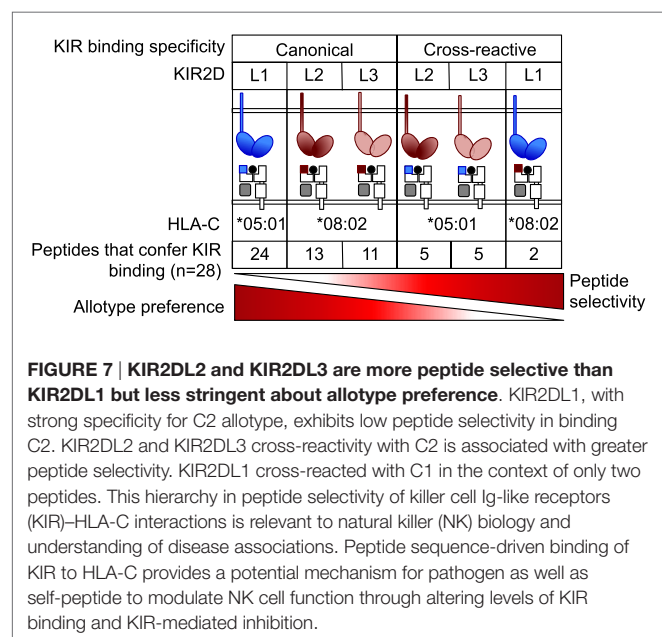 KIR binding specificity Canonical Cross-reactive
KIR2D L1 L2 L3 L2 L3 L1
HLA-C *05:01 *08:02 *05:01 *08:02
Peptides that confer KIR
binding (n=28) 24 13 11 5 5 2
Peptide
selectivity
Allotype preference
FIGURE 7 | KIR2DL2 and KIR2DL3 are more peptide selective than
KIR2DL1 but less stringent about allotype preference. KIR2DL1, with
strong specificity for C2 allotype, exhibits low peptide selectivity in binding
C2. KIR2DL2 and KIR2DL3 cross-reactivity with C2 is associated with greater
peptide selectivity. KIR2DL1 cross-reacted with C1 in the context of only two
peptides. This hierarchy in peptide selectivity of killer cell Ig-like receptors
(KIR)–HLA-C interactions is relevant to natural killer (NK) biology and
understanding of disease associations. Peptide sequence-driven binding of
KIR to HLA-C provides a potential mechanism for pathogen as well as
self-peptide to modulate NK cell function through altering levels of KIR
binding and KIR-mediated inhibition.